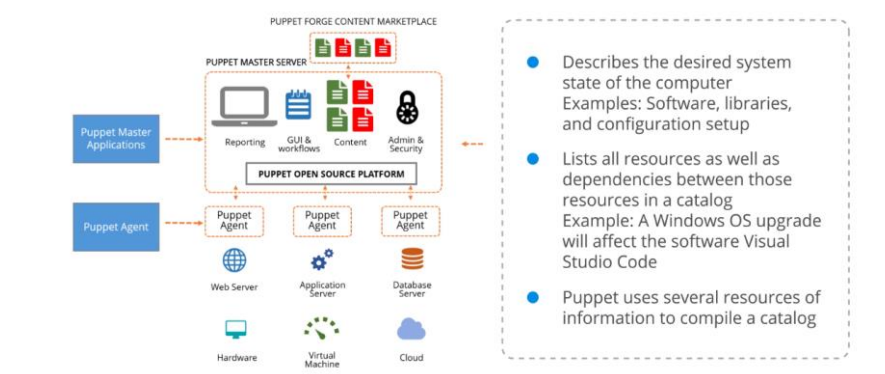 PUPPET FORGE CONTENT MARKETPLACE
PUPPET MASTER SERVER
Puppet Master
Applications
Reporting
GUI &
workflows
Content
Admin &
Security
PUPPET OPEN SOURCE PLATFORM
Puppet Agent
Puppet
Agent
Puppet
Agent
Puppet
Agent
Web Server
Application
Server
Database
Server
Hardware
Virtual
Machine
Cloud
Describes the desired system
state of the computer
Examples: Software, libraries,
and configuration setup
Lists all resources as well as
dependencies between those
resources in a catalog
Example: A Windows OS upgrade
will affect the software Visual
Studio Code
Puppet uses several resources of
information to compile a catalog